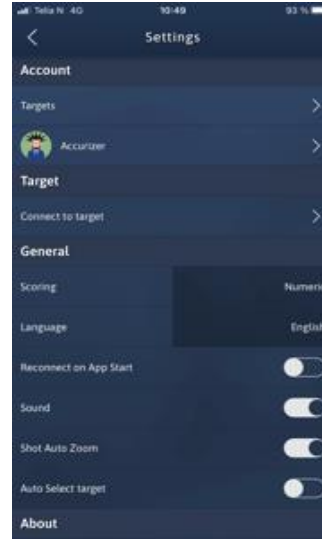 Telia N 4G 10:49 93 %
Settings
Account
Targets
Accurizer
Target
Connect to target
General
Scoring Numeric
Language English
Reconnect on App Start
Sound
Shot Auto Zoom
Auto Select target
About